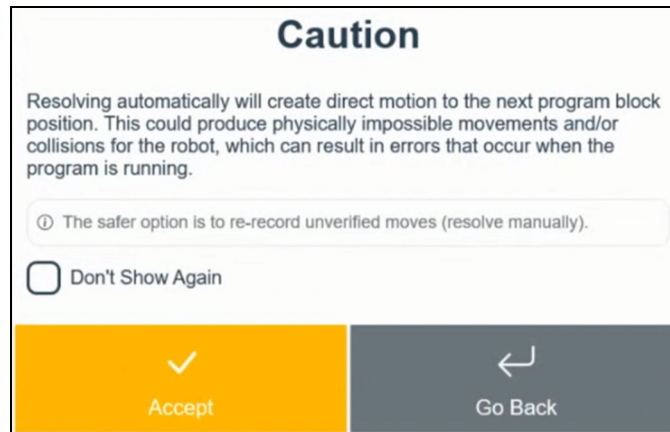 Caution
Resolving automatically will create direct motion to the next program block
position. This could produce physically impossible movements and/or
collisions for the robot, which can result in errors that occur when the
program is running.
The safer option is to re-record unverified moves (resolve manually).
Don't Show Again
Accept
Go Back